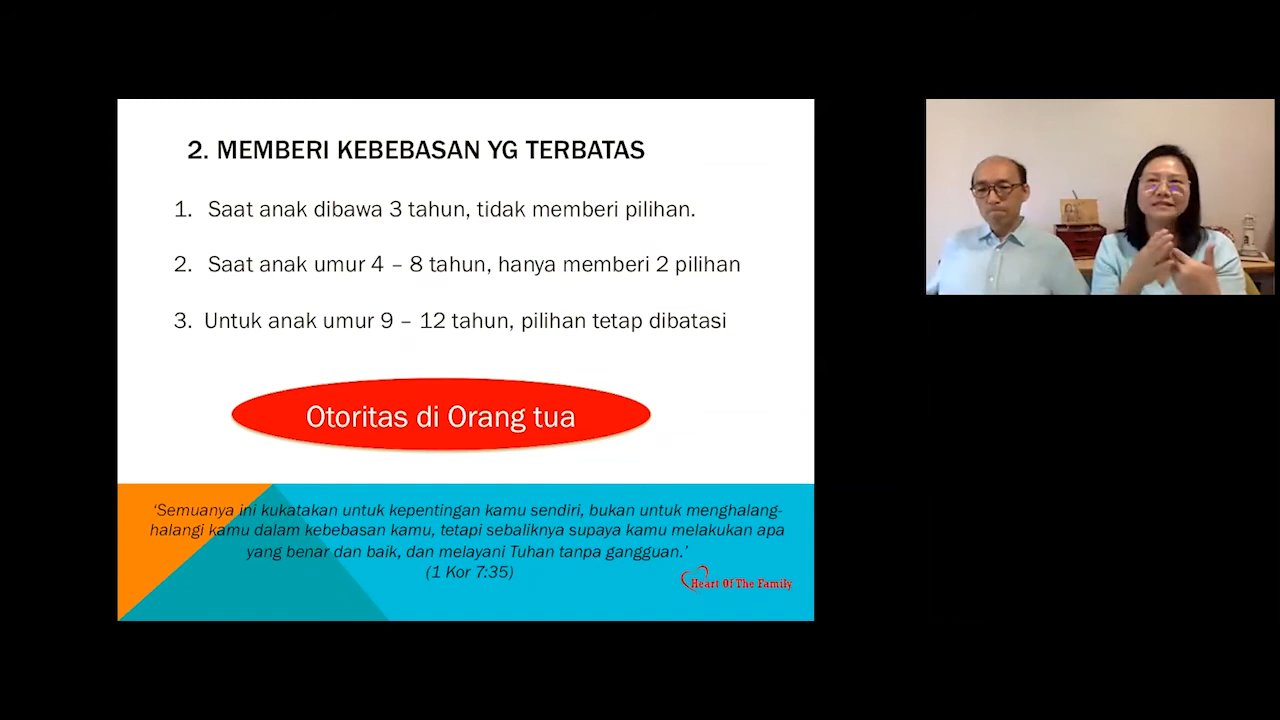 2. MEMBERI KEBEBASAN YG TERBATAS
1. Saat anak dibawa 3 tahun, tidak memberi pilihan.
2. Saat anak umur 4 – 8 tahun, hanya memberi 2 pilihan
3. Untuk anak umur 9 – 12 tahun, pilihan tetap dibatasi
Otoritas di Orang tua
‘Semuanya ini kukatakan untuk kepentingan kamu sendiri, bukan untuk menghalang-
halangi kamu dalam kebebasan kamu, tetapi sebaliknya supaya kamu melakukan apa
yang benar dan baik, dan melayani Tuhan tanpa gangguan.’
(1 Kor 7:35)
Heart Of The Family